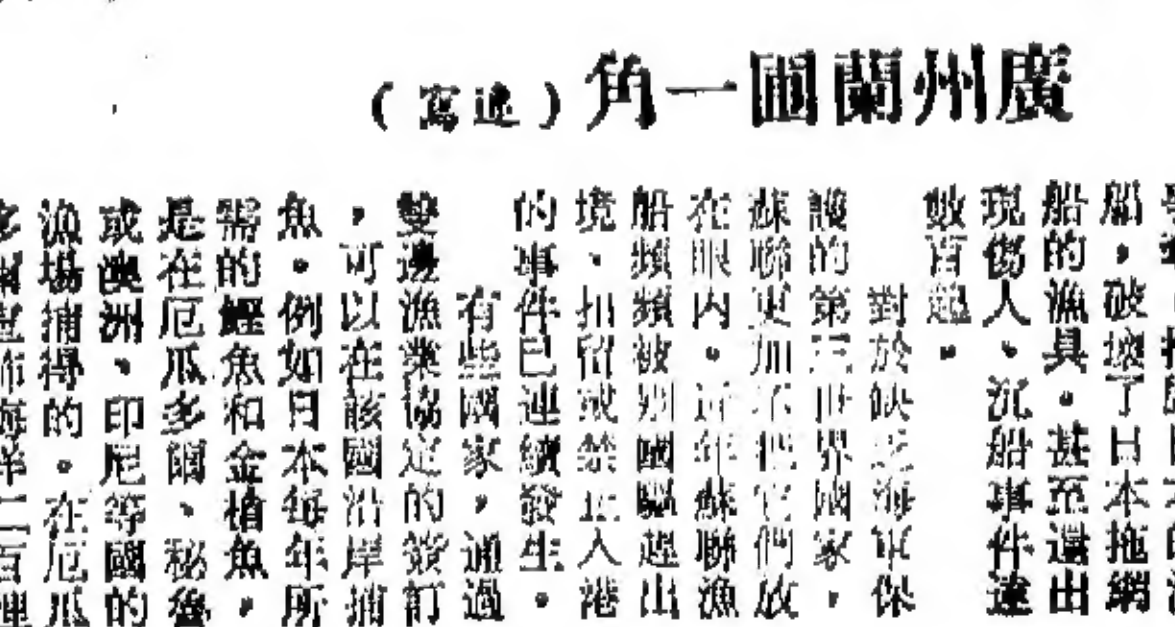 廣州蘭圃一角（速寫）
船，破壞了日本拖網
船的漁具。甚至還出
現傷人、沉船事件達
數百起。
對於缺乏海軍保
護的第三世界國家，
蘇聯更加不把它們放
在眼內。近年蘇聯漁
船頻頻被別國驅趕出
境、扣留或禁止入港
的事件已連續發生。
有些國家，通過
雙邊漁業協定的簽訂
，可以在該國沿岸捕
魚。例如日本每年所
需的鰹魚和金槍魚，
是在厄瓜多爾、秘魯
或澳洲、印尼等國的
漁場捕得的。在厄瓜
多爾宣佈海洋二百浬